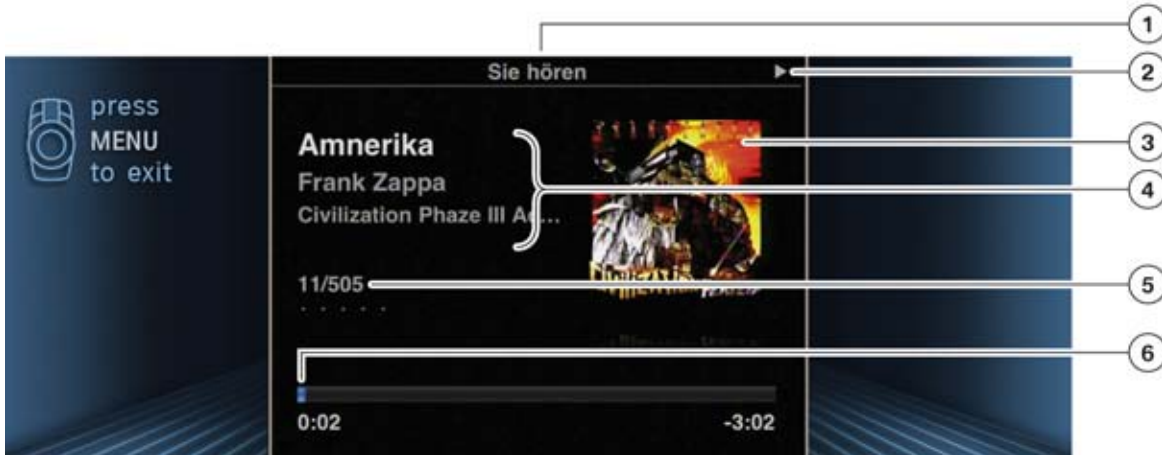 1
Sie hören
2
press
MENU
to exit
Amnerika
Frank Zappa
Civilization Phaze III Ac...
3
4
11/505
5
6
0:02
-3:02